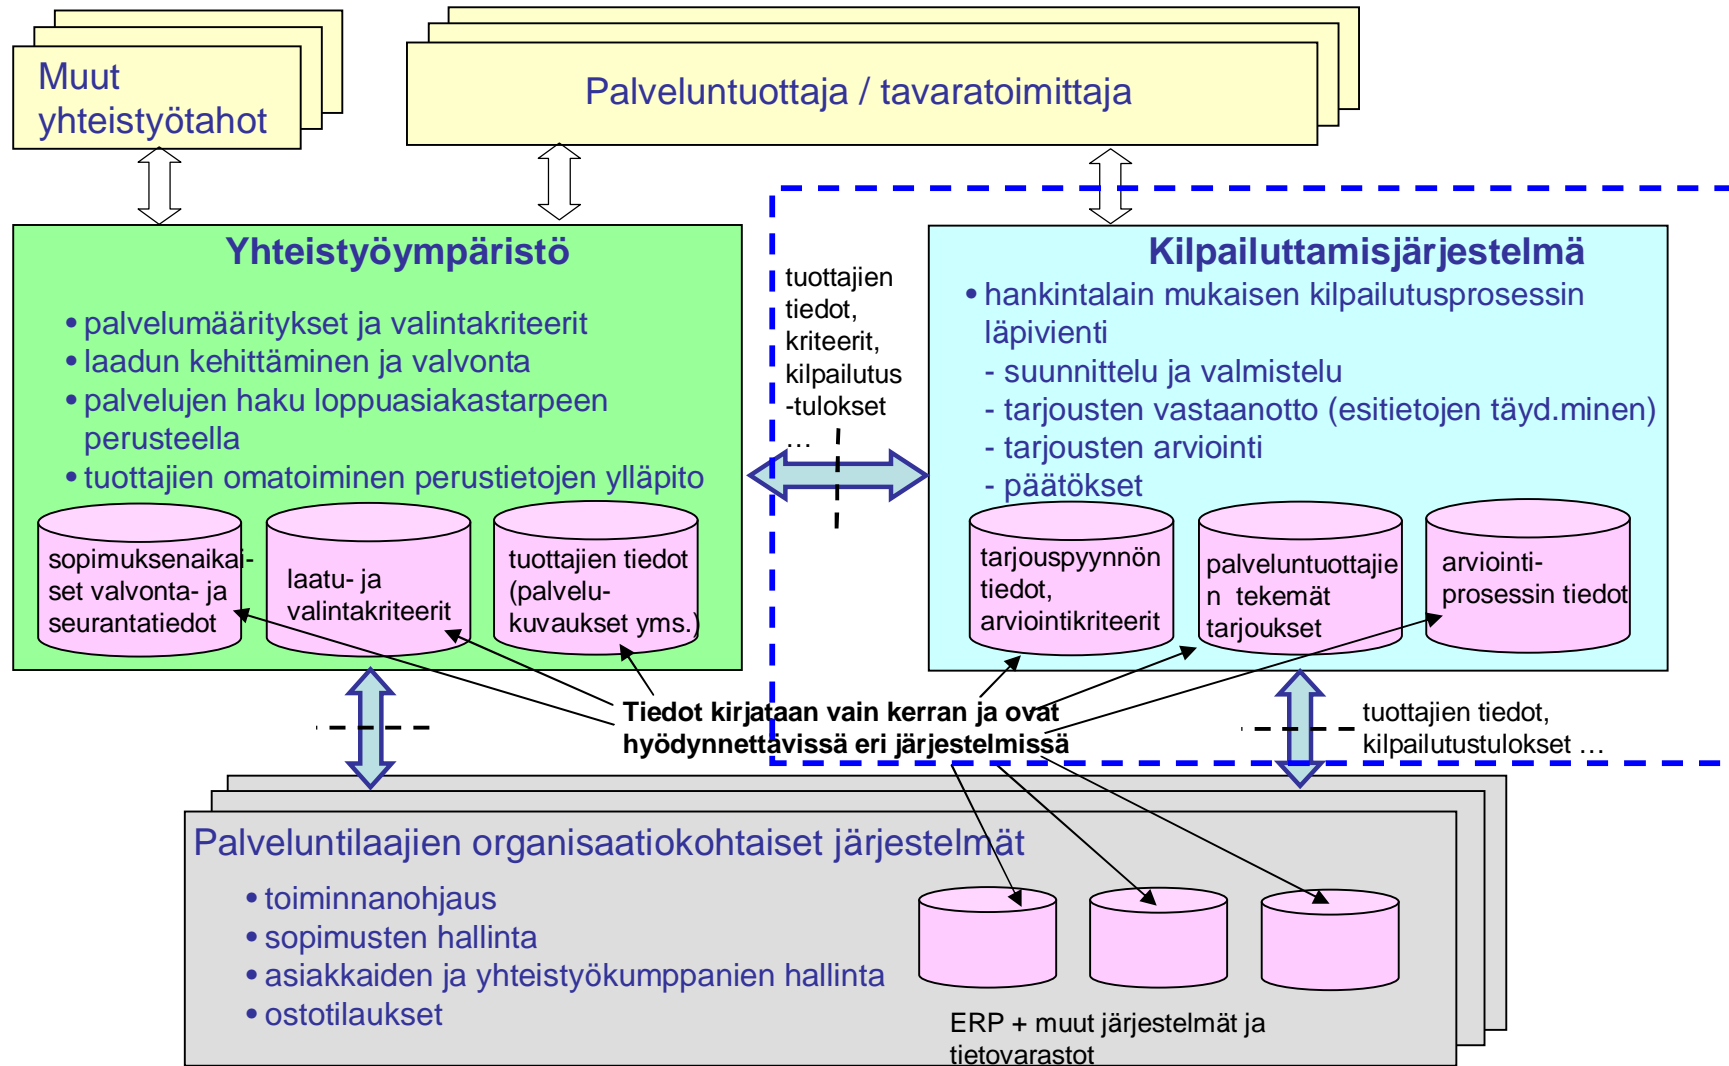 Muut
yhteistyötahot
Palveluntuottaja / tavaratoimittaja
Yhteistyöympäristö
• palvelumääritykset ja valintakriteerit
• laadun kehittäminen ja valvonta
• palvelujen haku loppuasiakastarpeen
perusteella
• tuottajien omatoiminen perustietojen ylläpito
sopimuksenaikai-
set valvonta- ja
seurantatiedot
laatu- ja
valintakriteerit
tuottajien tiedot
(palvelu-
kuvaukset yms.)
tuottajien
tiedot,
kriteerit,
kilpailutus
-tulokset
…
Kilpailuttamisjärjestelmä
• hankintalain mukaisen kilpailutusprosessin
läpivienti
- suunnittelu ja valmistelu
- tarjousten vastaanotto (esitietojen täyd.minen)
- tarjousten arviointi
- päätökset
tarjouspyynnön
tiedot,
arviointikriteerit
palveluntuottajie
n tekemät
tarjoukset
arviointi-
prosessin tiedot
Tiedot kirjataan vain kerran ja ovat
hyödynnettävissä eri järjestelmissä
tuottajien tiedot,
kilpailutustulokset …
Palveluntilaajien organisaatiokohtaiset järjestelmät
• toiminnanohjaus
• sopimusten hallinta
• asiakkaiden ja yhteistyökumppanien hallinta
• ostotilaukset
ERP + muut järjestelmät ja
tietovarastot